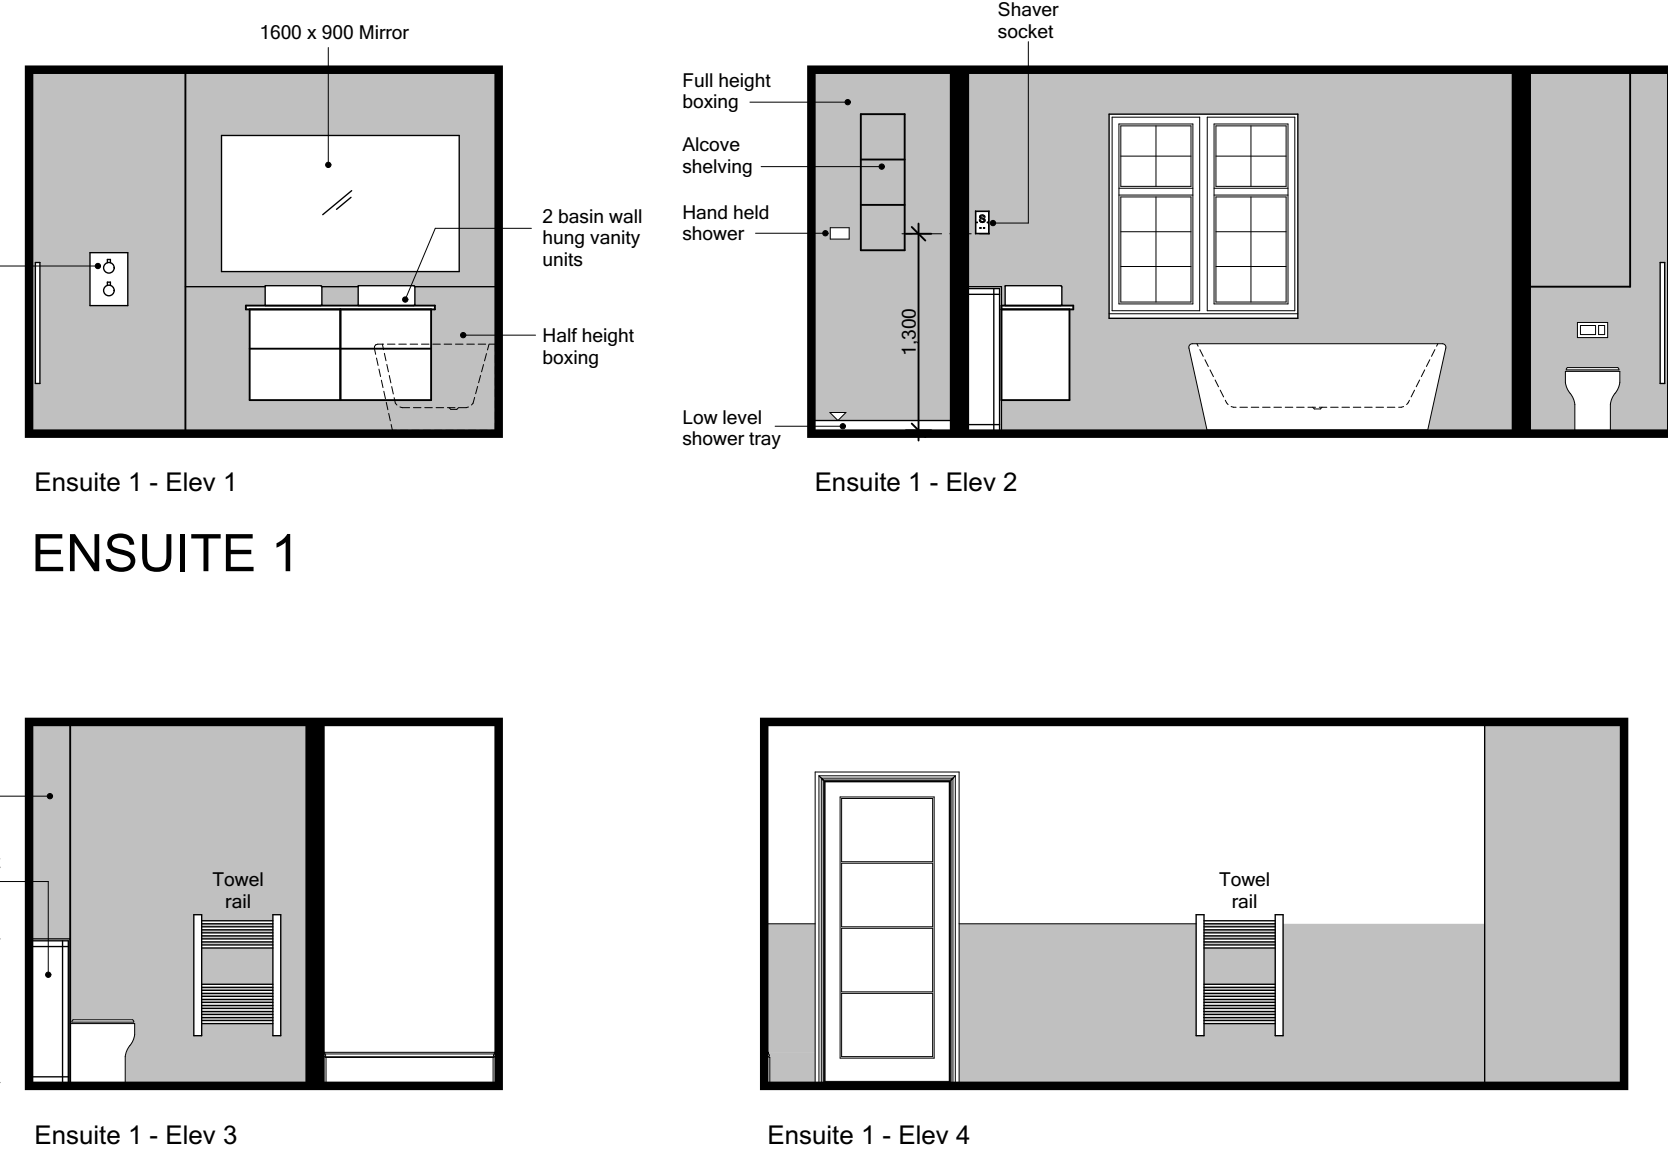 1600 x 900 Mirror
2 basin wall
hung vanity
units
Half height
boxing
Ensuite 1 - Elev 1
Shaver
socket
Full height
boxing
Alcove
shelving
Hand held
shower
S
1,300
Low level
shower tray
Ensuite 1 - Elev 2
ENSUITE 1
Towel
rail
Ensuite 1 - Elev 3
Towel
rail
Ensuite 1 - Elev 4